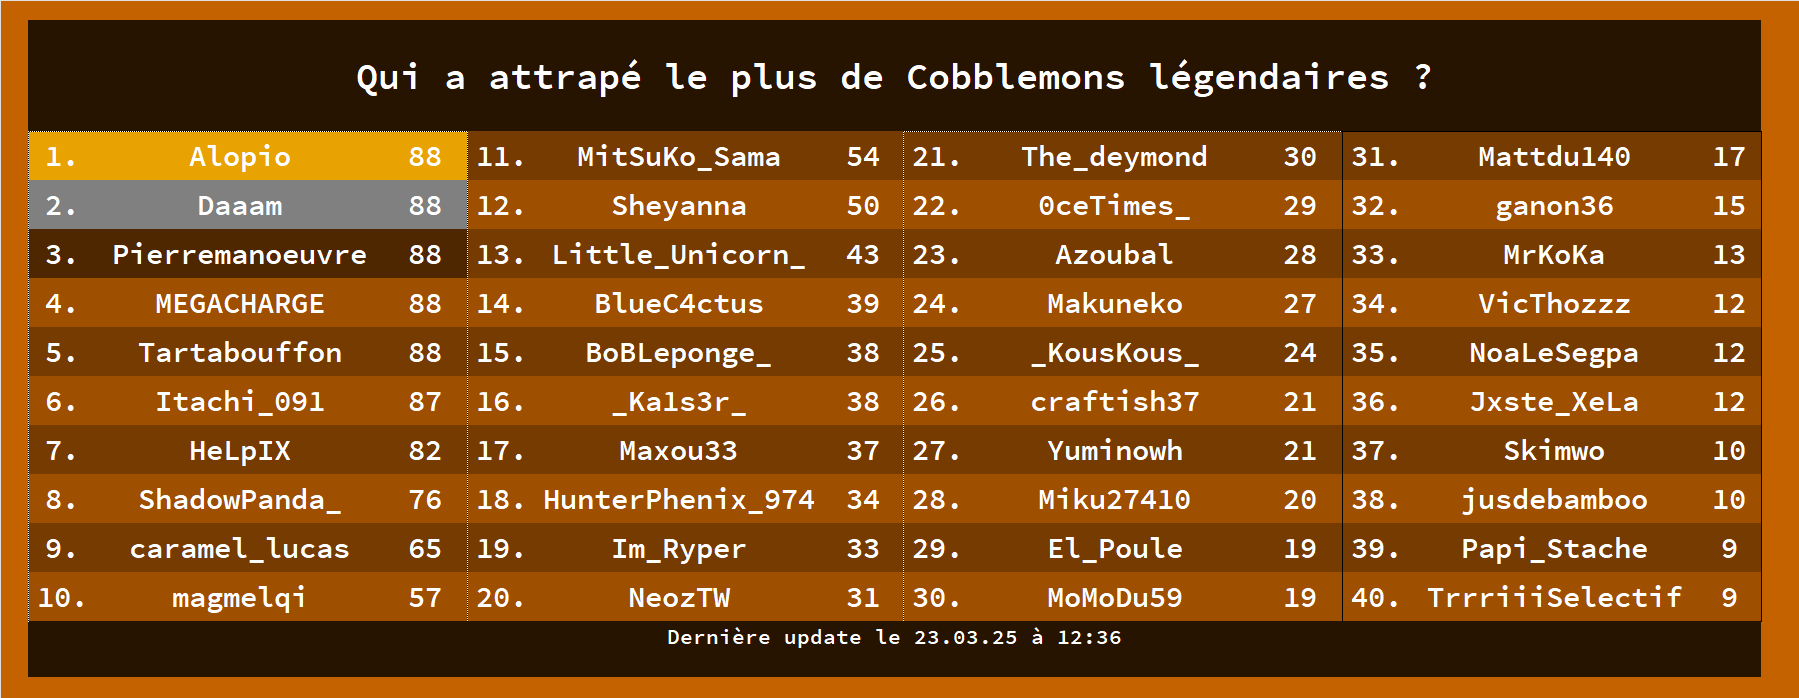 Qui a attrapé le plus de Cobblemons légendaires ?
1. Alopio 88
2. Daaam 88
3. Pierremanoeuvre 88
4. MEGACHARGE 88
5. Tartabouffon 88
6. Itachi_091 87
7. HeLpIX 82
8. ShadowPanda_ 76
9. caramel_lucas 65
10. magmelqi 57
11. MitSuKo_Sama 54
12. Sheyanna 50
13. Little_Unicorn_ 43
14. BlueC4ctus 39
15. BoBLeponge_ 38
16. _Ka1s3r_ 38
17. Maxou33 37
18. HunterPhenix_974 34
19. Im_Ryper 33
20. NeozTW 31
21. The_deymond 30
22. 0ceTimes_ 29
23. Azoubal 28
24. Makuneko 27
25. _KousKous_ 24
26. craftish37 21
27. Yuminowh 21
28. Miku27410 20
29. El_Poule 19
30. MoMoDu59 19
31. Mattdu140 17
32. ganon36 15
33. MrKoKa 13
34. VicThozzz 12
35. NoaLeSegpa 12
36. Jxste_XeLa 12
37. Skimwo 10
38. jusdebamboo 10
39. Papi_Stache 9
40. TrrriiiSelectif 9
Dernière update le 23.03.25 à 12:36